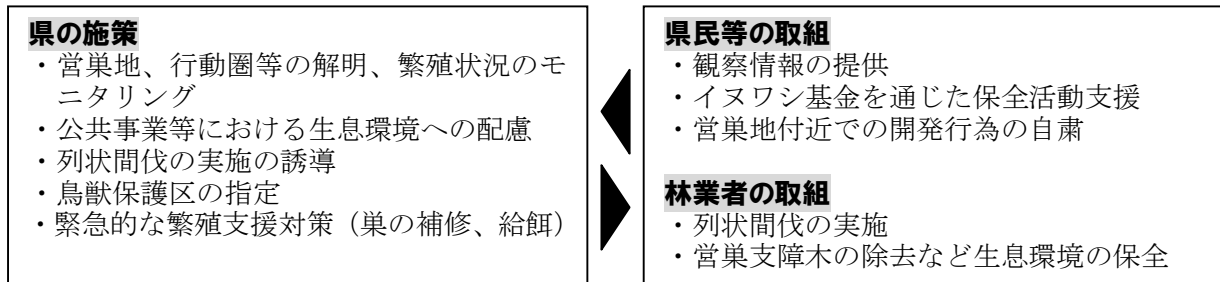 県の施策
・営巣地、行動圏等の解明、繁殖状況のモ
ニタリング
・公共事業等における生息環境への配慮
・列状間伐の実施の誘導
・鳥獣保護区の指定
・緊急的な繁殖支援対策（巣の補修、給餌）
県民等の取組
・観察情報の提供
・イヌワシ基金を通じた保全活動支援
・営巣地付近での開発行為の自粛
林業者の取組
・列状間伐の実施
・営巣支障木の除去など生息環境の保全